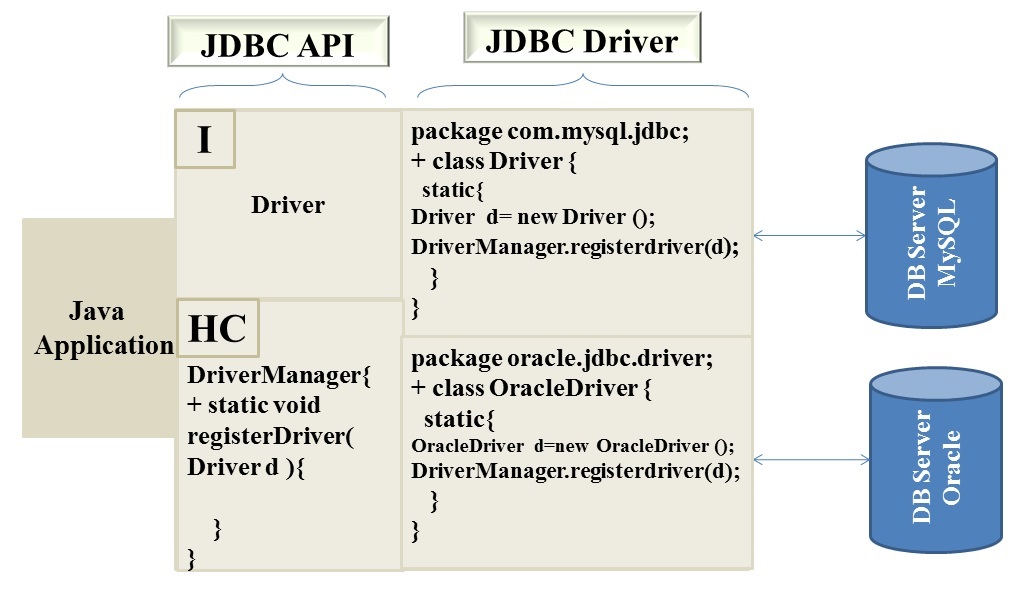 JDBC API
JDBC Driver
I
Driver
package com.mysql.jdbc;
+ class Driver {
static{
Driver d= new Driver ();
DriverManager.registerdriver(d);
}
}
DB Server
MySQL
Java
Application
HC
DriverManager{
+ static void
registerDriver(
Driver d ){
}
}
package oracle.jdbc.driver;
+ class OracleDriver {
static{
OracleDriver d=new OracleDriver ();
DriverManager.registerdriver(d);
}
}
DB Server
Oracle